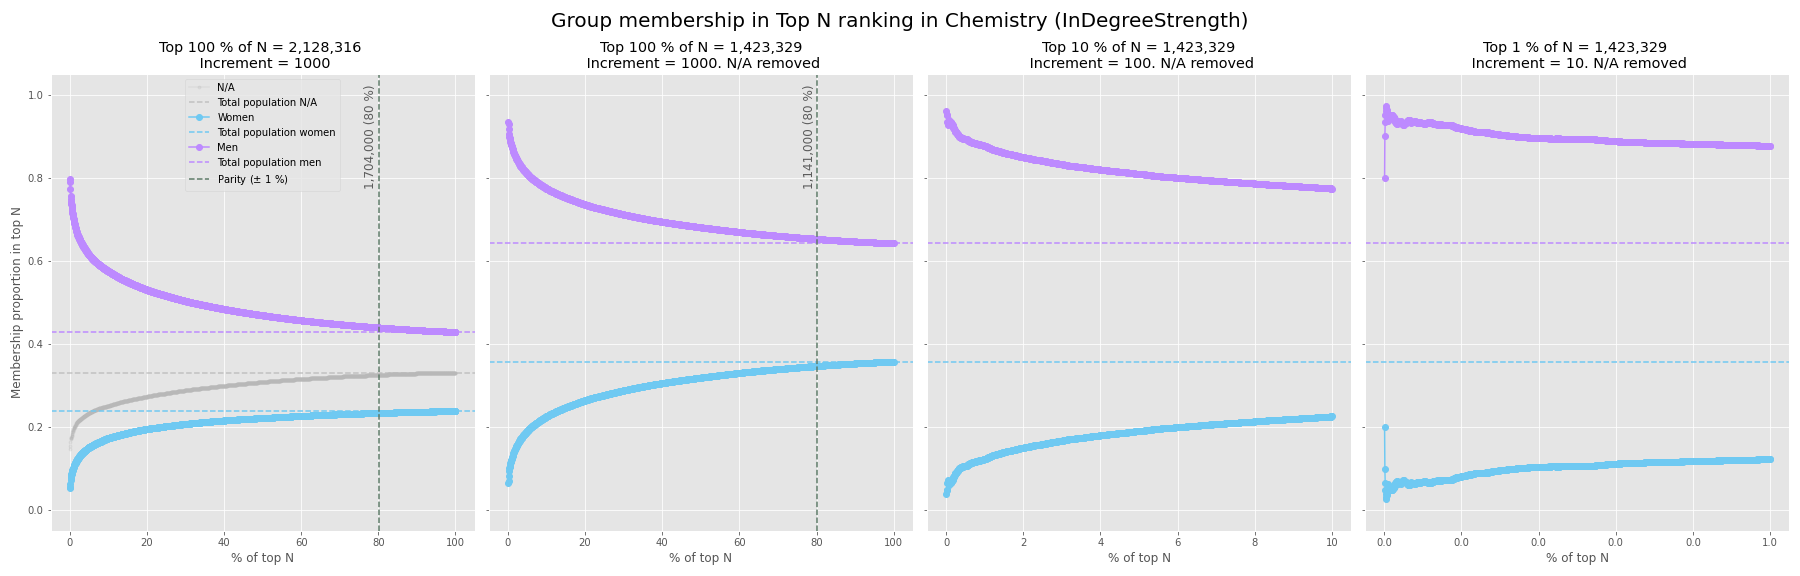 Group membership in Top N ranking in Chemistry (InDegreeStrength)
Top 100 % of N = 2,128,316
Increment = 1000
Top 100 % of N = 1,423,329
Increment = 1000. N/A removed
Top 10 % of N = 1,423,329
Increment = 100. N/A removed
Top 1 % of N = 1,423,329
Increment = 10. N/A removed
Membership proportion in top N
1.0
0.8
0.6
0.4
0.2
0.0
N/A
Total population N/A
Women
Total population women
Men
Total population men
Parity (± 1 %)
1,704,000 (80 %)
1,141,000 (80 %)
0 20 40 60 80 100
0 20 40 60 80 100
0 2 4 6 8 10
0.0 0.0 0.0 0.0 0.0 1.0
% of top N
% of top N
% of top N
% of top N